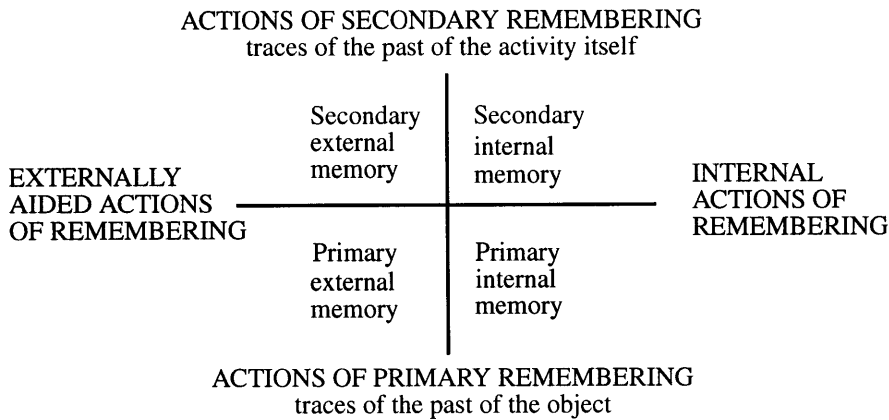 ACTIONS OF SECONDARY REMEMBERING
traces of the past of the activity itself
Secondary
external
memory
Secondary
internal
memory
EXTERNALLY
AIDED ACTIONS
OF REMEMBERING
INTERNAL
ACTIONS OF
REMEMBERING
Primary
external
memory
Primary
internal
memory
ACTIONS OF PRIMARY REMEMBERING
traces of the past of the object